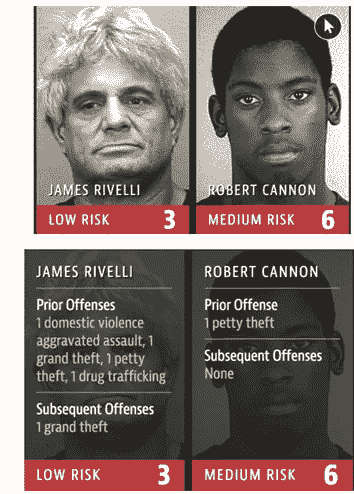 JAMES RIVELLI
ROBERT CANNON
LOW RISK 3
MEDIUM RISK 6
JAMES RIVELLI
Prior Offenses
1 domestic violence
aggravated assault, 1
grand theft, 1 petty
theft, 1 drug trafficking
Subsequent Offenses
1 grand theft
LOW RISK 3
ROBERT CANNON
Prior Offense
1 petty theft
Subsequent Offenses
None
MEDIUM RISK 6